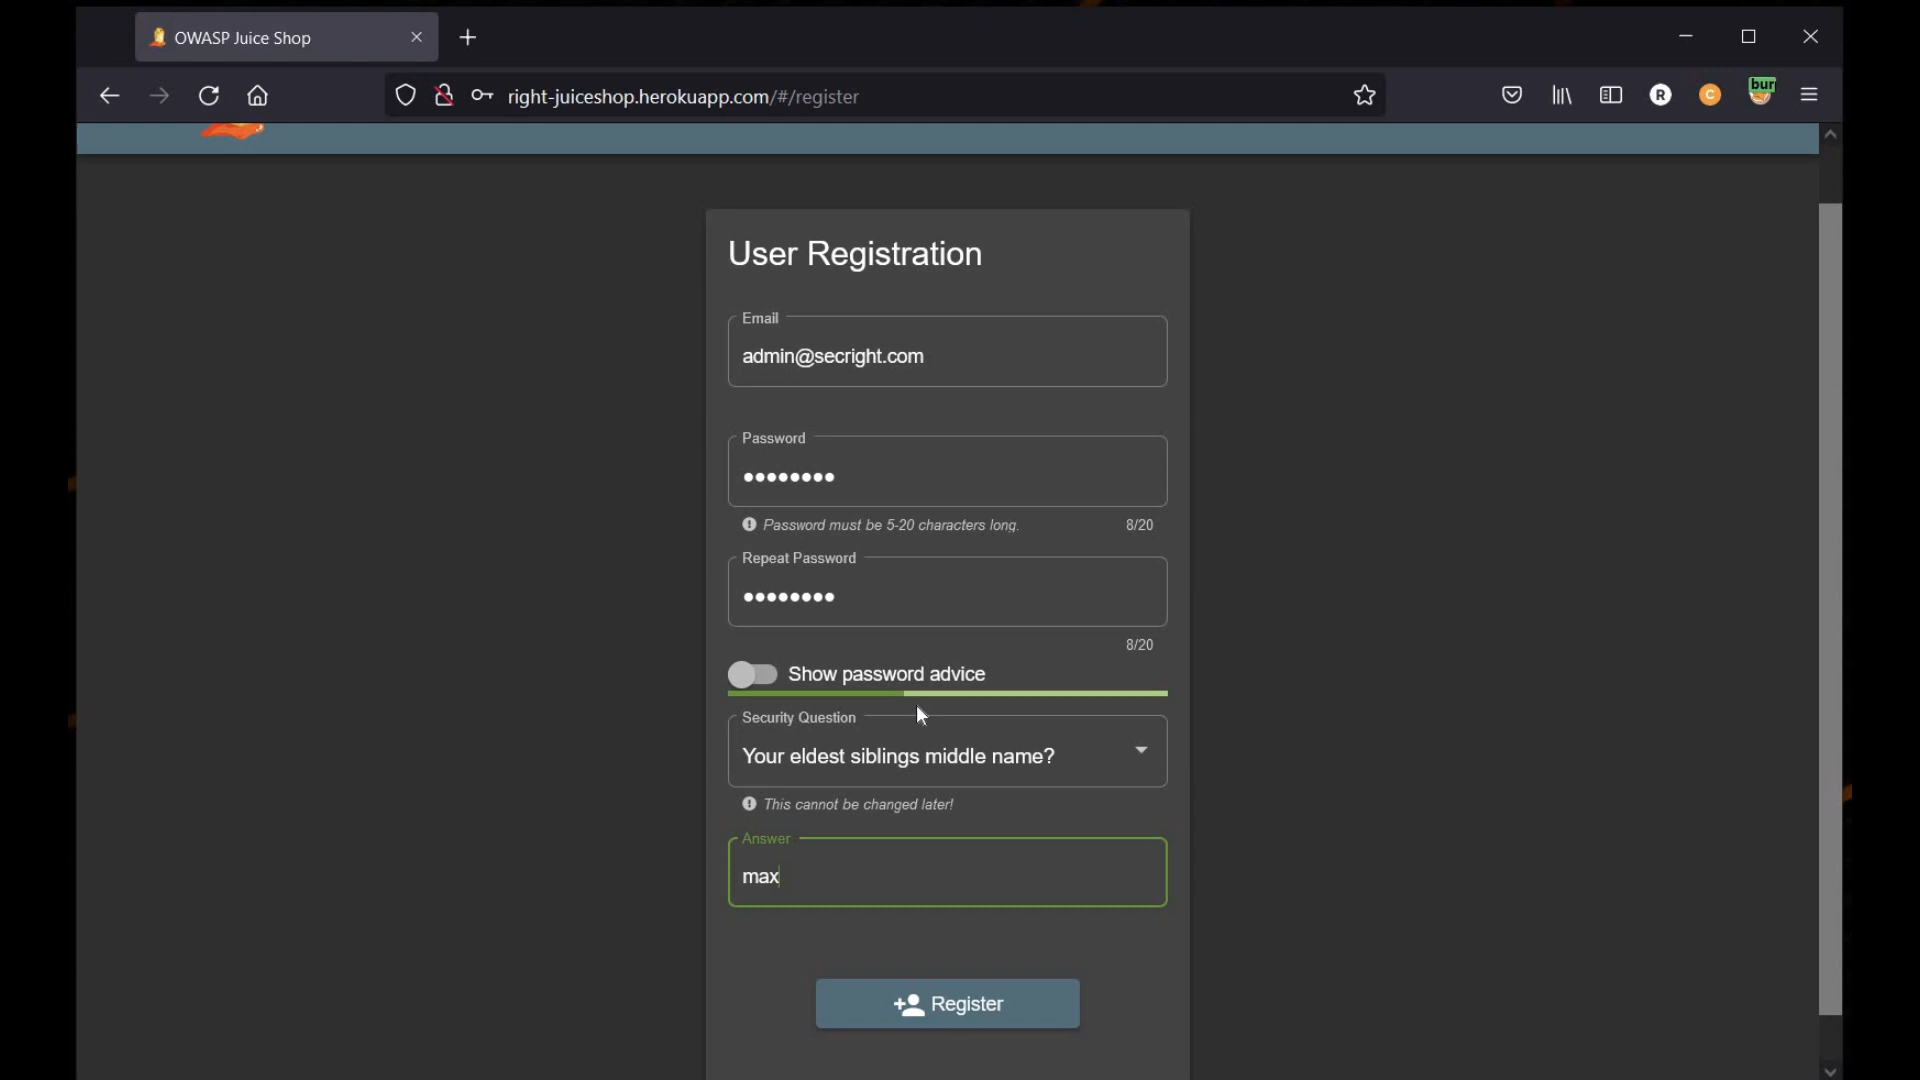 OWASP Juice Shop
right-juiceshop.herokuapp.com/#/register
R
C
bur
User Registration
Email
admin@secright.com
Password
••••••••
Password must be 5-20 characters long.
8/20
Repeat Password
••••••••
8/20
Show password advice
Security Question
Your eldest siblings middle name?
This cannot be changed later!
Answer
max
Register